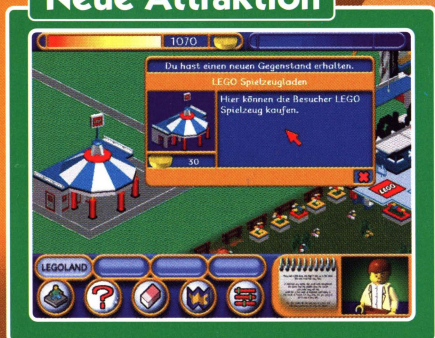 Neue Attraktion
1070
Du hast einen neuen Gegenstand erhalten.
LEGO Spielzeugladen
Hier können die Besucher LEGO
Spielzeug kaufen.
30
LEGO
LEGOLAND
?